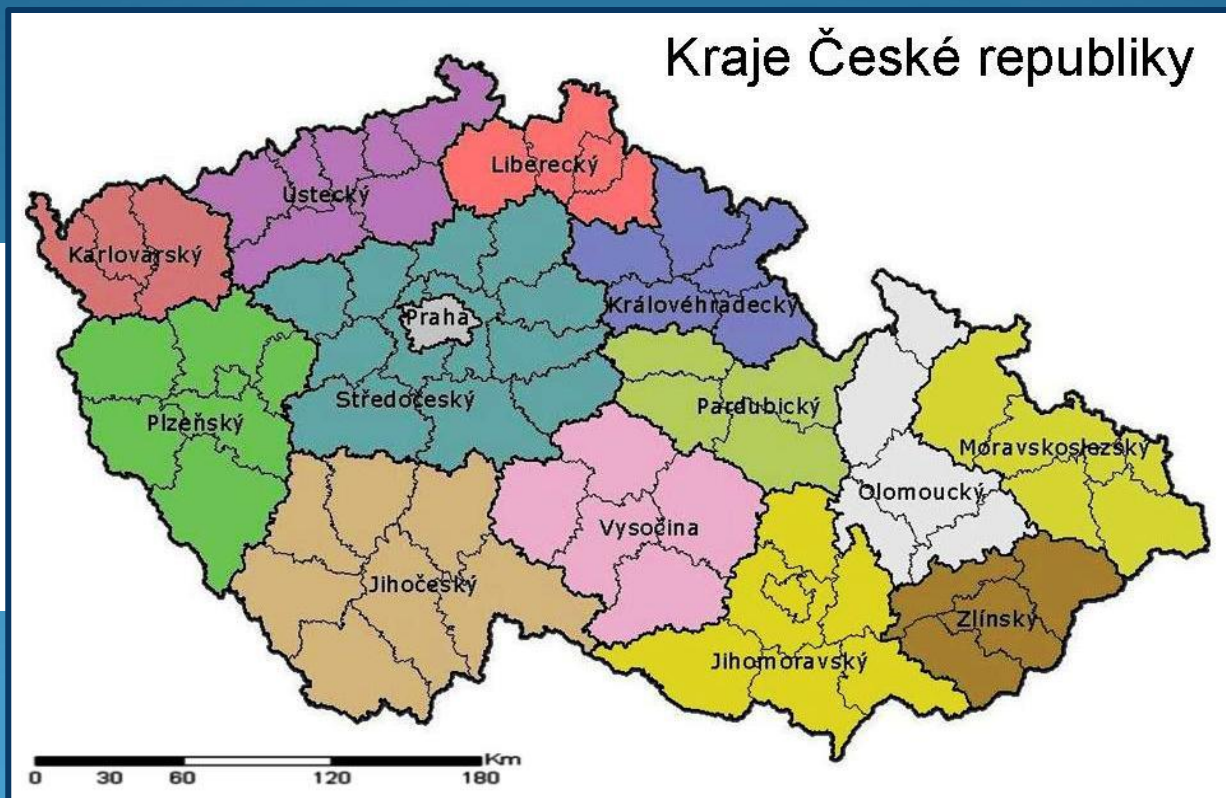 Kraje České republiky
Liberecký
Ústecký
Karlovarský
Královéhradecký
Praha
Středočeský
Pardubický
Plzeňský
Moravskoslezský
Olomoucký
Vysočina
Jihočeský
Zlínský
Jihomoravský
Km
0 30 60 120 180